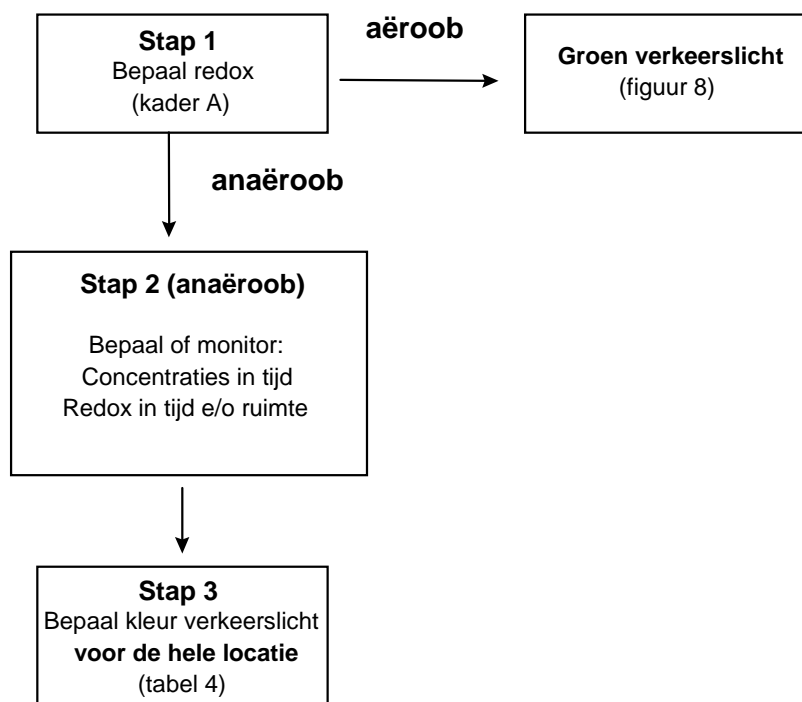 Stap 1
Bepaal redox
(kader A)
aëroob
Groen verkeerslicht
(figuur 8)
anaëroob
Stap 2 (anaëroob)
Bepaal of monitor:
Concentraties in tijd
Redox in tijd e/o ruimte
Stap 3
Bepaal kleur verkeerslicht
voor de hele locatie
(tabel 4)